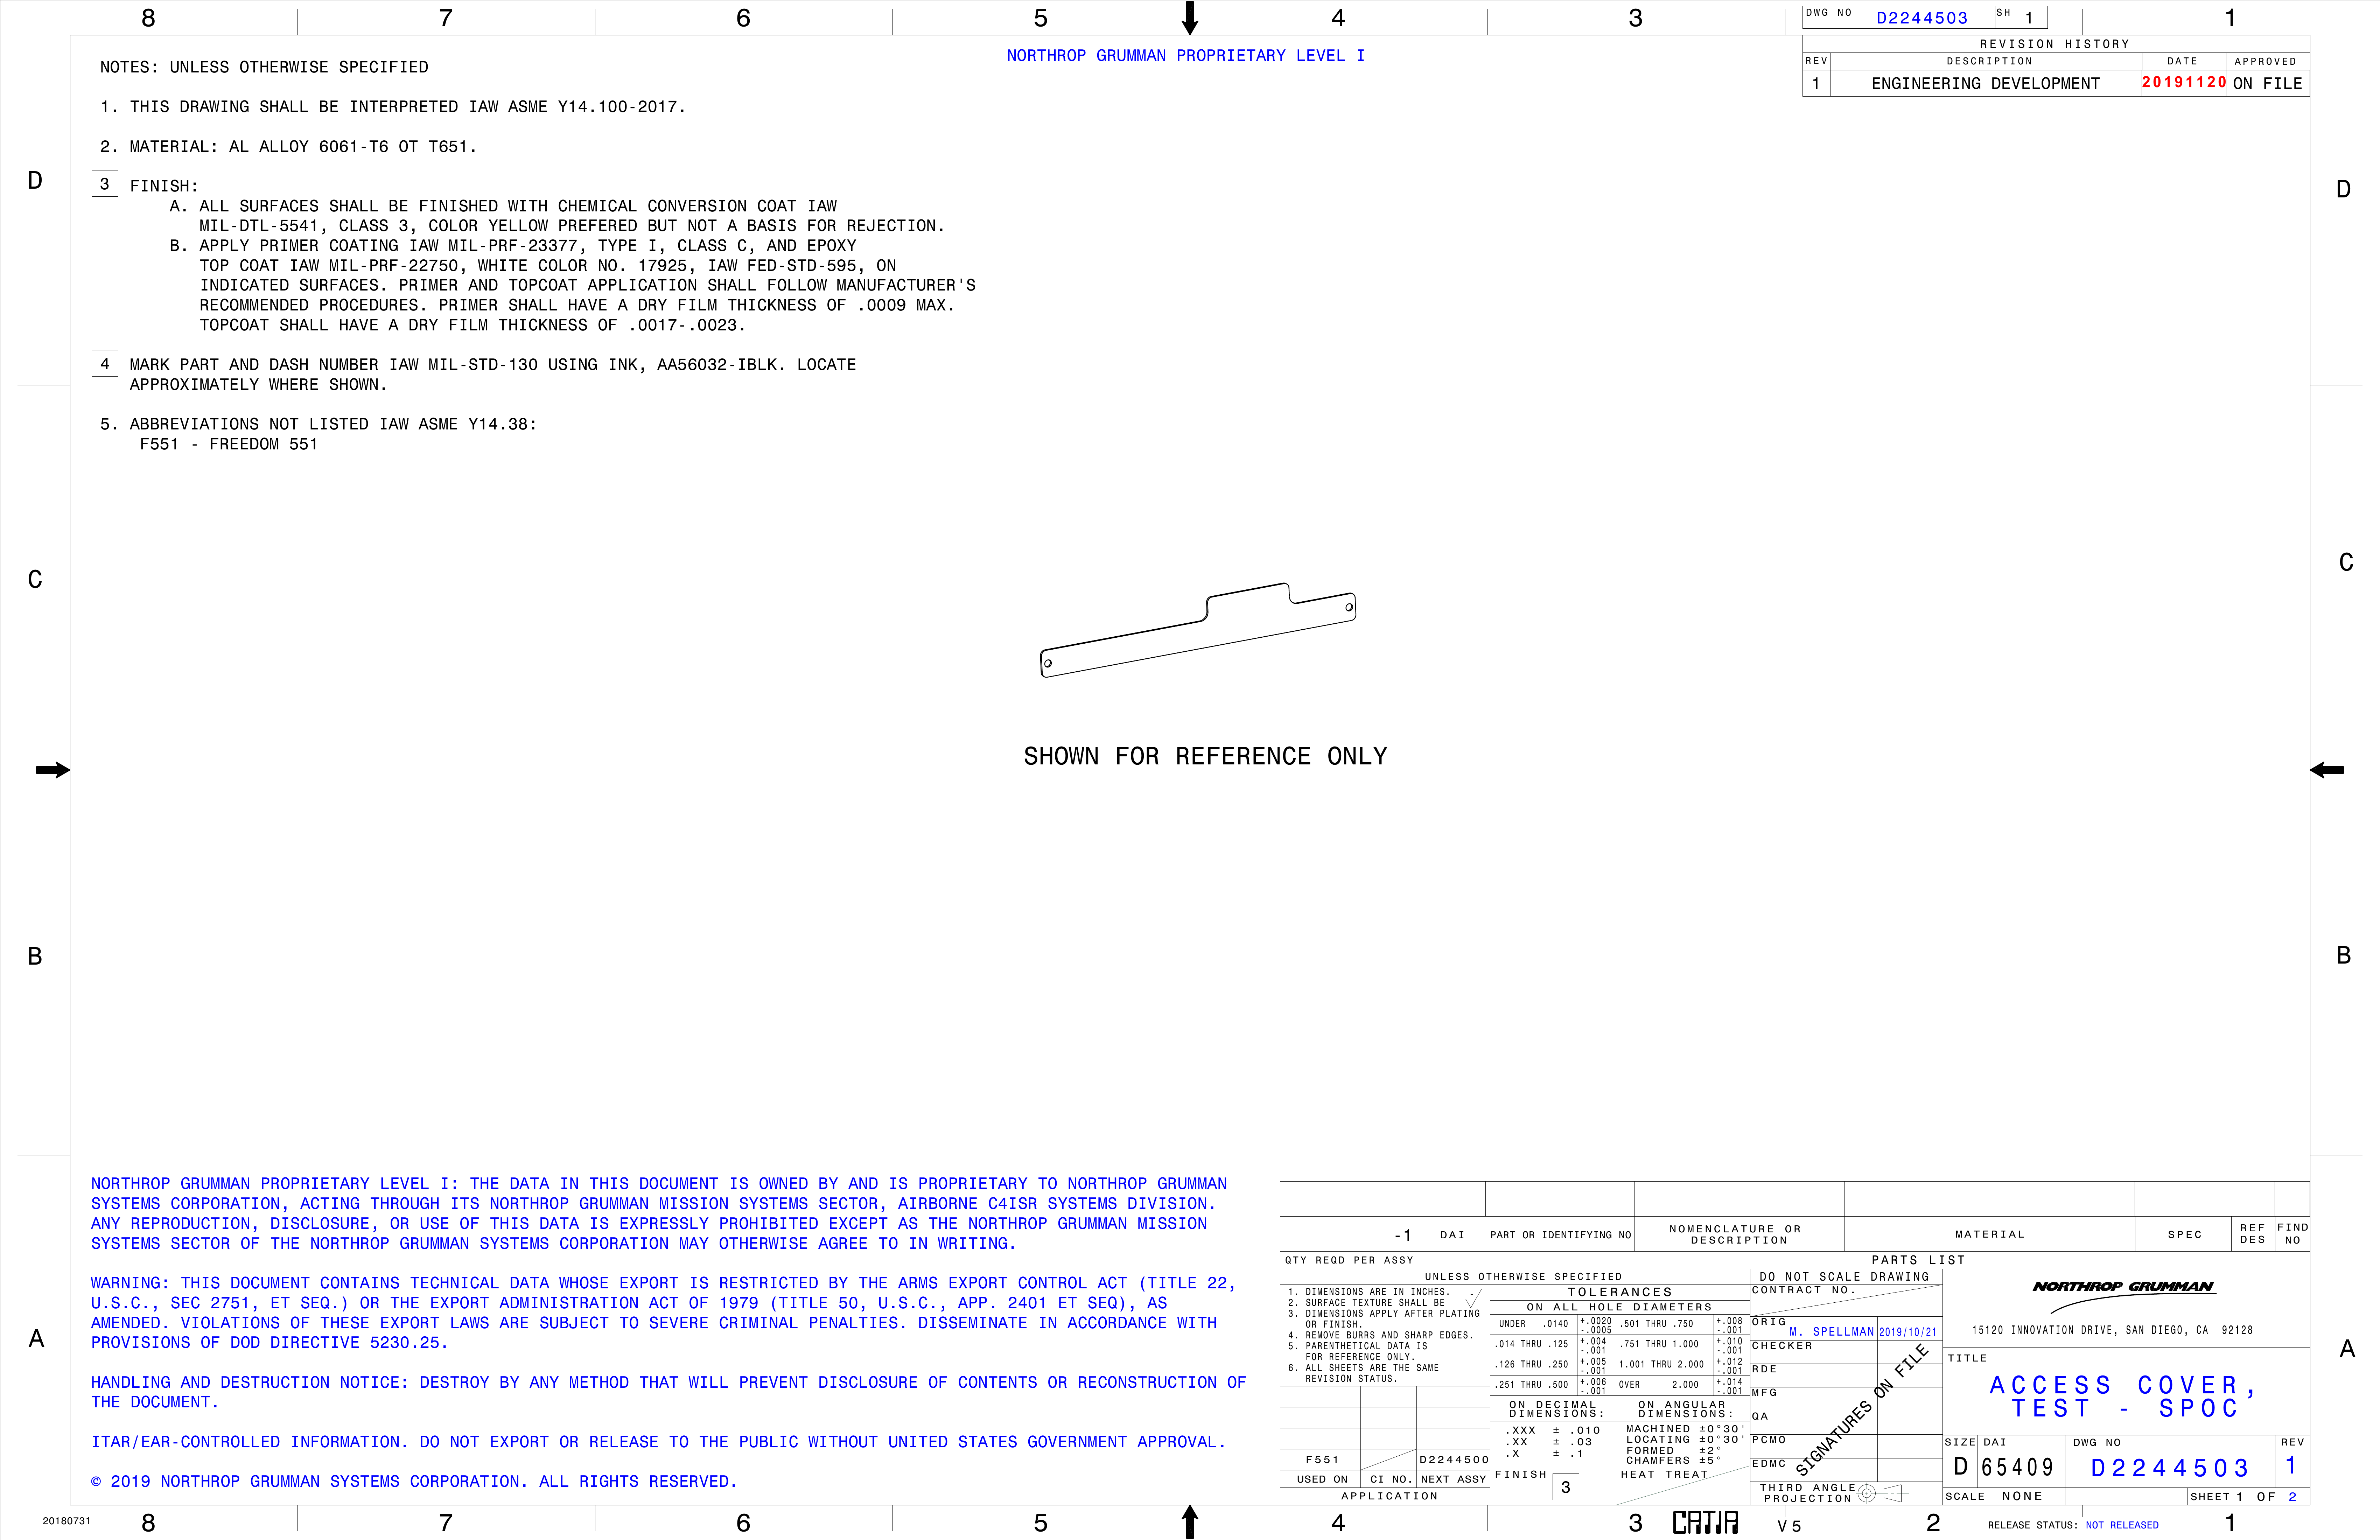 8 7 6 5 4 3 1
DWG NO D2244503 SH 1
REVISION HISTORY
REV DESCRIPTION DATE APPROVED
1 ENGINEERING DEVELOPMENT 20191120 ON FILE
NORTHROP GRUMMAN PROPRIETARY LEVEL I
NOTES: UNLESS OTHERWISE SPECIFIED
1. THIS DRAWING SHALL BE INTERPRETED IAW ASME Y14.100-2017.
2. MATERIAL: AL ALLOY 6061-T6 OT T651.
D D
3 FINISH:
A. ALL SURFACES SHALL BE FINISHED WITH CHEMICAL CONVERSION COAT IAW
MIL-DTL-5541, CLASS 3, COLOR YELLOW PREFERED BUT NOT A BASIS FOR REJECTION.
B. APPLY PRIMER COATING IAW MIL-PRF-23377, TYPE I, CLASS C, AND EPOXY
TOP COAT IAW MIL-PRF-22750, WHITE COLOR NO. 17925, IAW FED-STD-595, ON
INDICATED SURFACES. PRIMER AND TOPCOAT APPLICATION SHALL FOLLOW MANUFACTURER'S
RECOMMENDED PROCEDURES. PRIMER SHALL HAVE A DRY FILM THICKNESS OF .0009 MAX.
TOPCOAT SHALL HAVE A DRY FILM THICKNESS OF .0017-.0023.
4 MARK PART AND DASH NUMBER IAW MIL-STD-130 USING INK, AA56032-IBLK. LOCATE
APPROXIMATELY WHERE SHOWN.
5. ABBREVIATIONS NOT LISTED IAW ASME Y14.38:
F551 - FREEDOM 551
C C
SHOWN FOR REFERENCE ONLY
B B
NORTHROP GRUMMAN PROPRIETARY LEVEL I: THE DATA IN THIS DOCUMENT IS OWNED BY AND IS PROPRIETARY TO NORTHROP GRUMMAN
SYSTEMS CORPORATION, ACTING THROUGH ITS NORTHROP GRUMMAN MISSION SYSTEMS SECTOR, AIRBORNE C4ISR SYSTEMS DIVISION.
ANY REPRODUCTION, DISCLOSURE, OR USE OF THIS DATA IS EXPRESSLY PROHIBITED EXCEPT AS THE NORTHROP GRUMMAN MISSION
SYSTEMS SECTOR OF THE NORTHROP GRUMMAN SYSTEMS CORPORATION MAY OTHERWISE AGREE TO IN WRITING.
WARNING: THIS DOCUMENT CONTAINS TECHNICAL DATA WHOSE EXPORT IS RESTRICTED BY THE ARMS EXPORT CONTROL ACT (TITLE 22,
U.S.C., SEC 2751, ET SEQ.) OR THE EXPORT ADMINISTRATION ACT OF 1979 (TITLE 50, U.S.C., APP. 2401 ET SEQ), AS
AMENDED. VIOLATIONS OF THESE EXPORT LAWS ARE SUBJECT TO SEVERE CRIMINAL PENALTIES. DISSEMINATE IN ACCORDANCE WITH
PROVISIONS OF DOD DIRECTIVE 5230.25.
A A
HANDLING AND DESTRUCTION NOTICE: DESTROY BY ANY METHOD THAT WILL PREVENT DISCLOSURE OF CONTENTS OR RECONSTRUCTION OF
THE DOCUMENT.
ITAR/EAR-CONTROLLED INFORMATION. DO NOT EXPORT OR RELEASE TO THE PUBLIC WITHOUT UNITED STATES GOVERNMENT APPROVAL.
© 2019 NORTHROP GRUMMAN SYSTEMS CORPORATION. ALL RIGHTS RESERVED.
-1 DAI PART OR IDENTIFYING NO NOMENCLATURE OR DESCRIPTION MATERIAL SPEC REF DES FIND NO
QTY REQD PER ASSY PARTS LIST
UNLESS OTHERWISE SPECIFIED
1. DIMENSIONS ARE IN INCHES.
2. SURFACE TEXTURE SHALL BE
3. DIMENSIONS APPLY AFTER PLATING
OR FINISH.
4. REMOVE BURRS AND SHARP EDGES.
5. PARENTHETICAL DATA IS
FOR REFERENCE ONLY.
6. ALL SHEETS ARE THE SAME
REVISION STATUS.
F551 D2244500
USED ON CI NO. NEXT ASSY
APPLICATION
TOLERANCES
ON ALL HOLE DIAMETERS
UNDER .0140 +.0020 -.0005 .501 THRU .750 +.008 -.001
.014 THRU .125 +.004 -.001 .751 THRU 1.000 +.010 -.001
.126 THRU .250 +.005 -.001 1.001 THRU 2.000 +.012 -.001
.251 THRU .500 +.006 -.001 OVER 2.000 +.014 -.001
ON DECIMAL DIMENSIONS: ON ANGULAR DIMENSIONS:
.XXX ± .010 MACHINED ±0°30'
.XX ± .03 LOCATING ±0°30'
.X ± .1 FORMED ±2°
CHAMFERS ±5°
FINISH 3 HEAT TREAT
DO NOT SCALE DRAWING
CONTRACT NO.
ORIG M. SPELLMAN 2019/10/21
CHECKER
RDE
MFG
QA
PCMO
EDMC
SIGNATURES ON FILE
THIRD ANGLE
PROJECTION
NORTHROP GRUMMAN
15120 INNOVATION DRIVE, SAN DIEGO, CA 92128
TITLE
ACCESS COVER,
TEST - SPOC
SIZE DAI DWG NO REV
D 65409 D2244503 1
SCALE NONE SHEET 1 OF 2
20180731 8 7 6 5 4 3 CATIA V5 2 1
RELEASE STATUS: NOT RELEASED